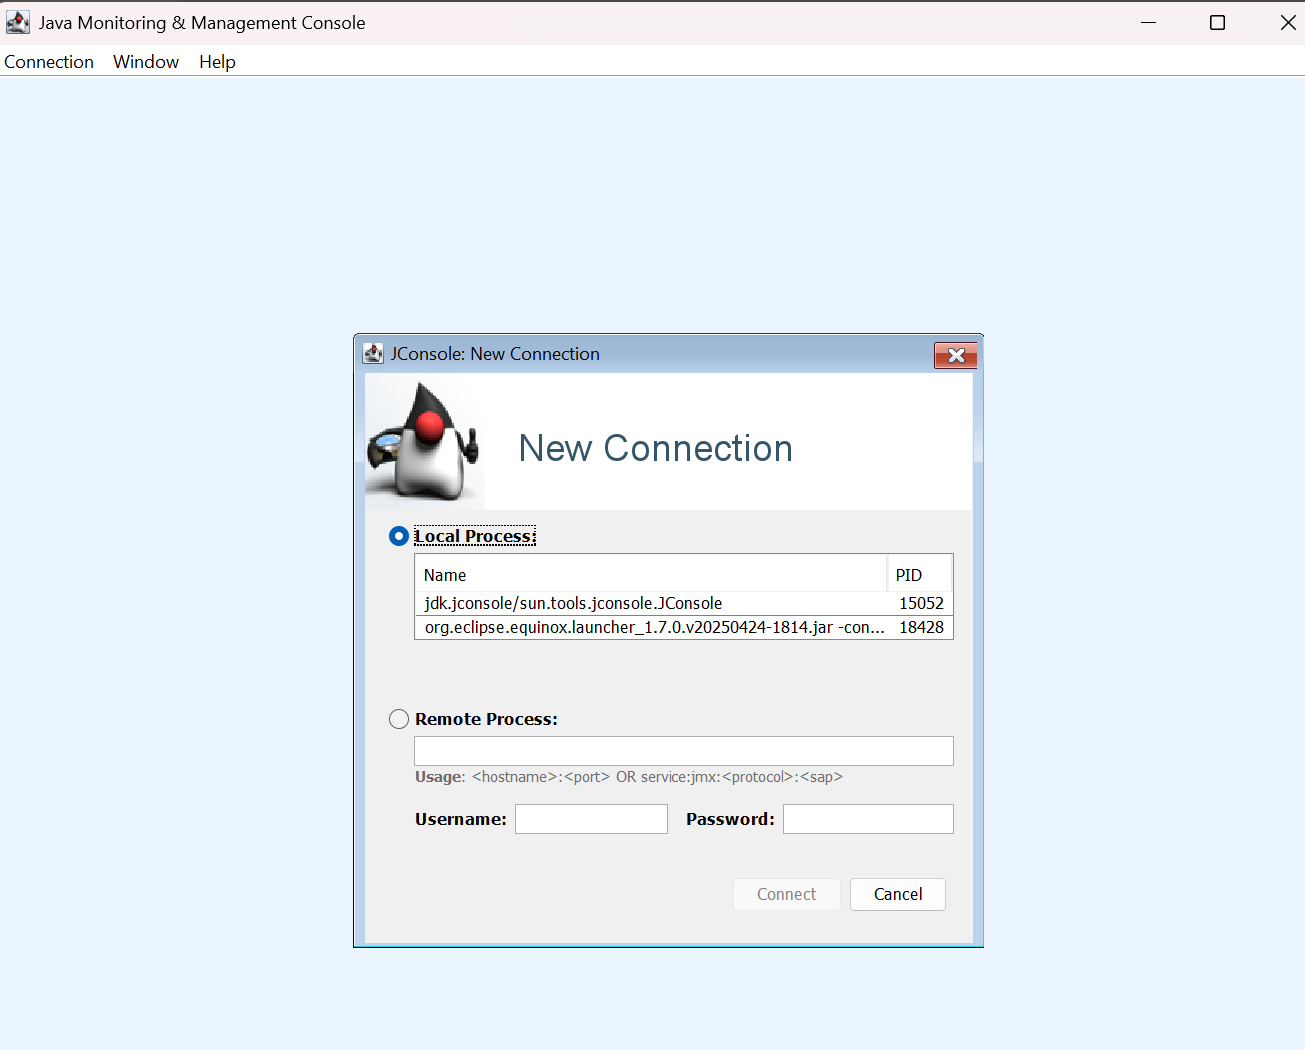 Java Monitoring & Management Console
Connection Window Help
JConsole: New Connection
New Connection
Local Process:
Name PID
jdk.jconsole/sun.tools.jconsole.JConsole 15052
org.eclipse.equinox.launcher_1.7.0.v20250424-1814.jar -con... 18428
Remote Process:
Usage: <hostname>:<port> OR service:jmx:<protocol>:<sap>
Username: Password:
Connect Cancel